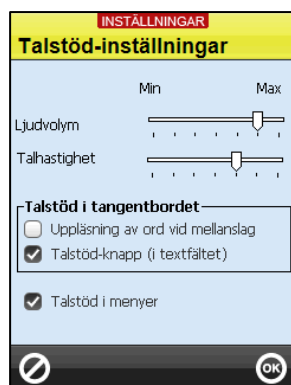 INSTÄLLNINGAR
Talstöd-inställningar
Min Max
Ljudvolym
Talhastighet
Talstöd i tangentbordet
Uppläsning av ord vid mellanslag
Talstöd-knapp (i textfältet)
Talstöd i menyer
OK